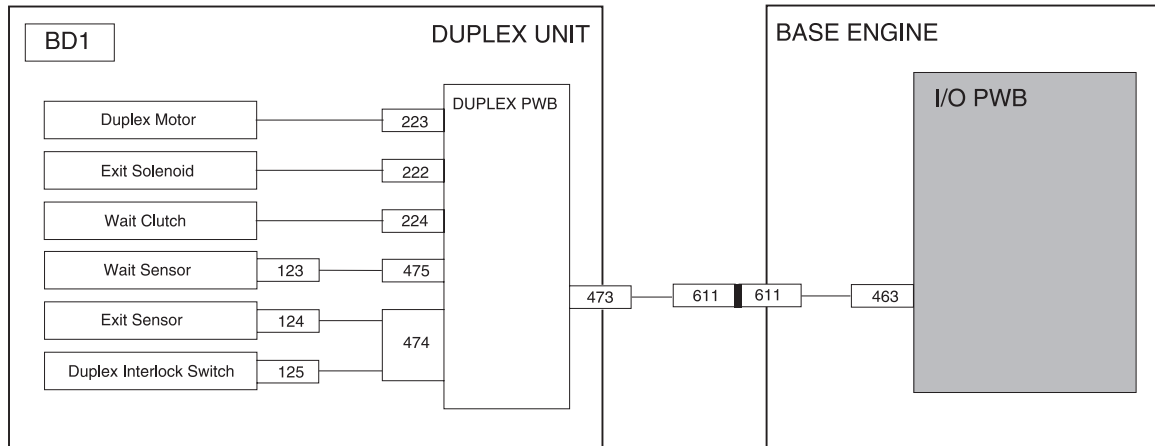 BD1
DUPLEX UNIT
BASE ENGINE
DUPLEX PWB
I/O PWB
Duplex Motor
223
Exit Solenoid
222
Wait Clutch
224
Wait Sensor
123
475
Exit Sensor
124
474
Duplex Interlock Switch
125
473
611
611
463